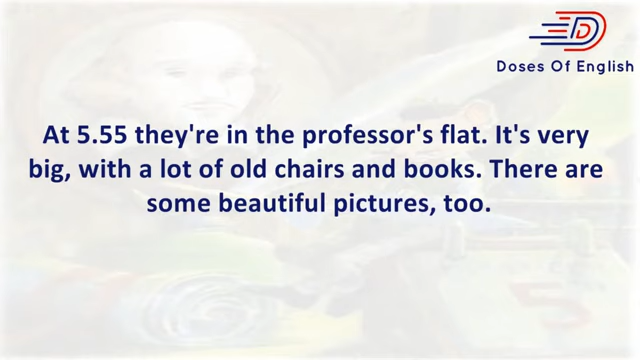 Doses Of English
At 5.55 they're in the professor's flat. It's very
big, with a lot of old chairs and books. There are
some beautiful pictures, too.
5